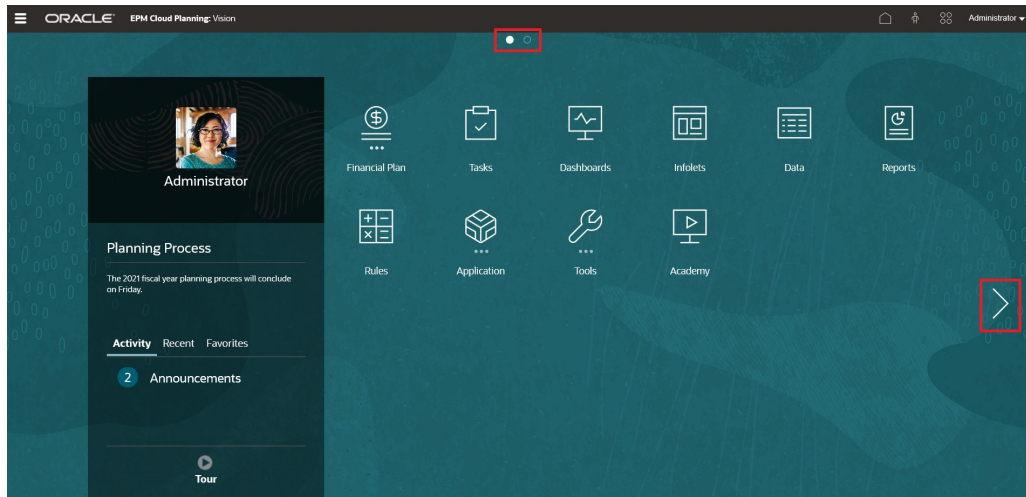 ORACLE® EPM Cloud Planning: Vision Administrator
Financial Plan Tasks Dashboards Infolets Data Reports
Administrator
Rules Application Tools Academy
Planning Process
The 2021 fiscal year planning process will conclude
on Friday.
Activity Recent Favorites
2 Announcements
Tour